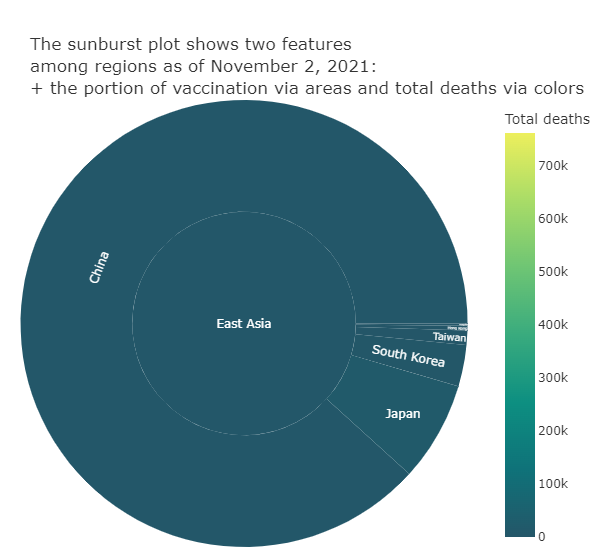 The sunburst plot shows two features
among regions as of November 2, 2021:
+ the portion of vaccination via areas and total deaths via colors
Total deaths
700k
600k
500k
400k
300k
200k
100k
0
China
East Asia
Taiwan
South Korea
Japan